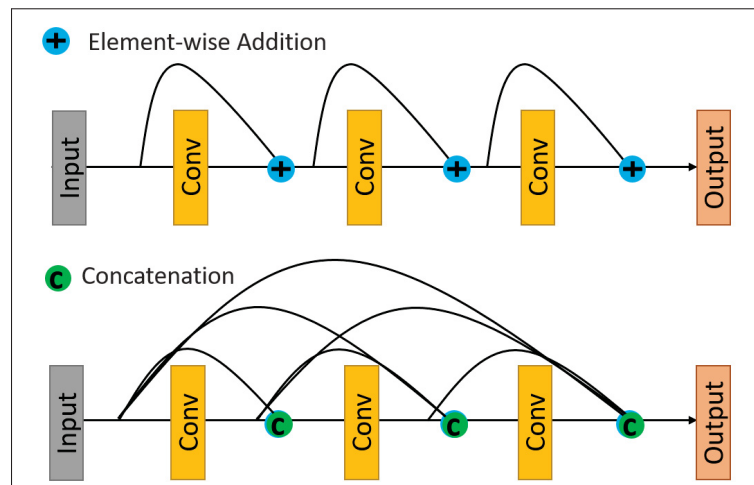 + Element-wise Addition
Input
Conv
+
Conv
+
Conv
+
Output
C Concatenation
Input
Conv
C
Conv
C
Conv
C
Output